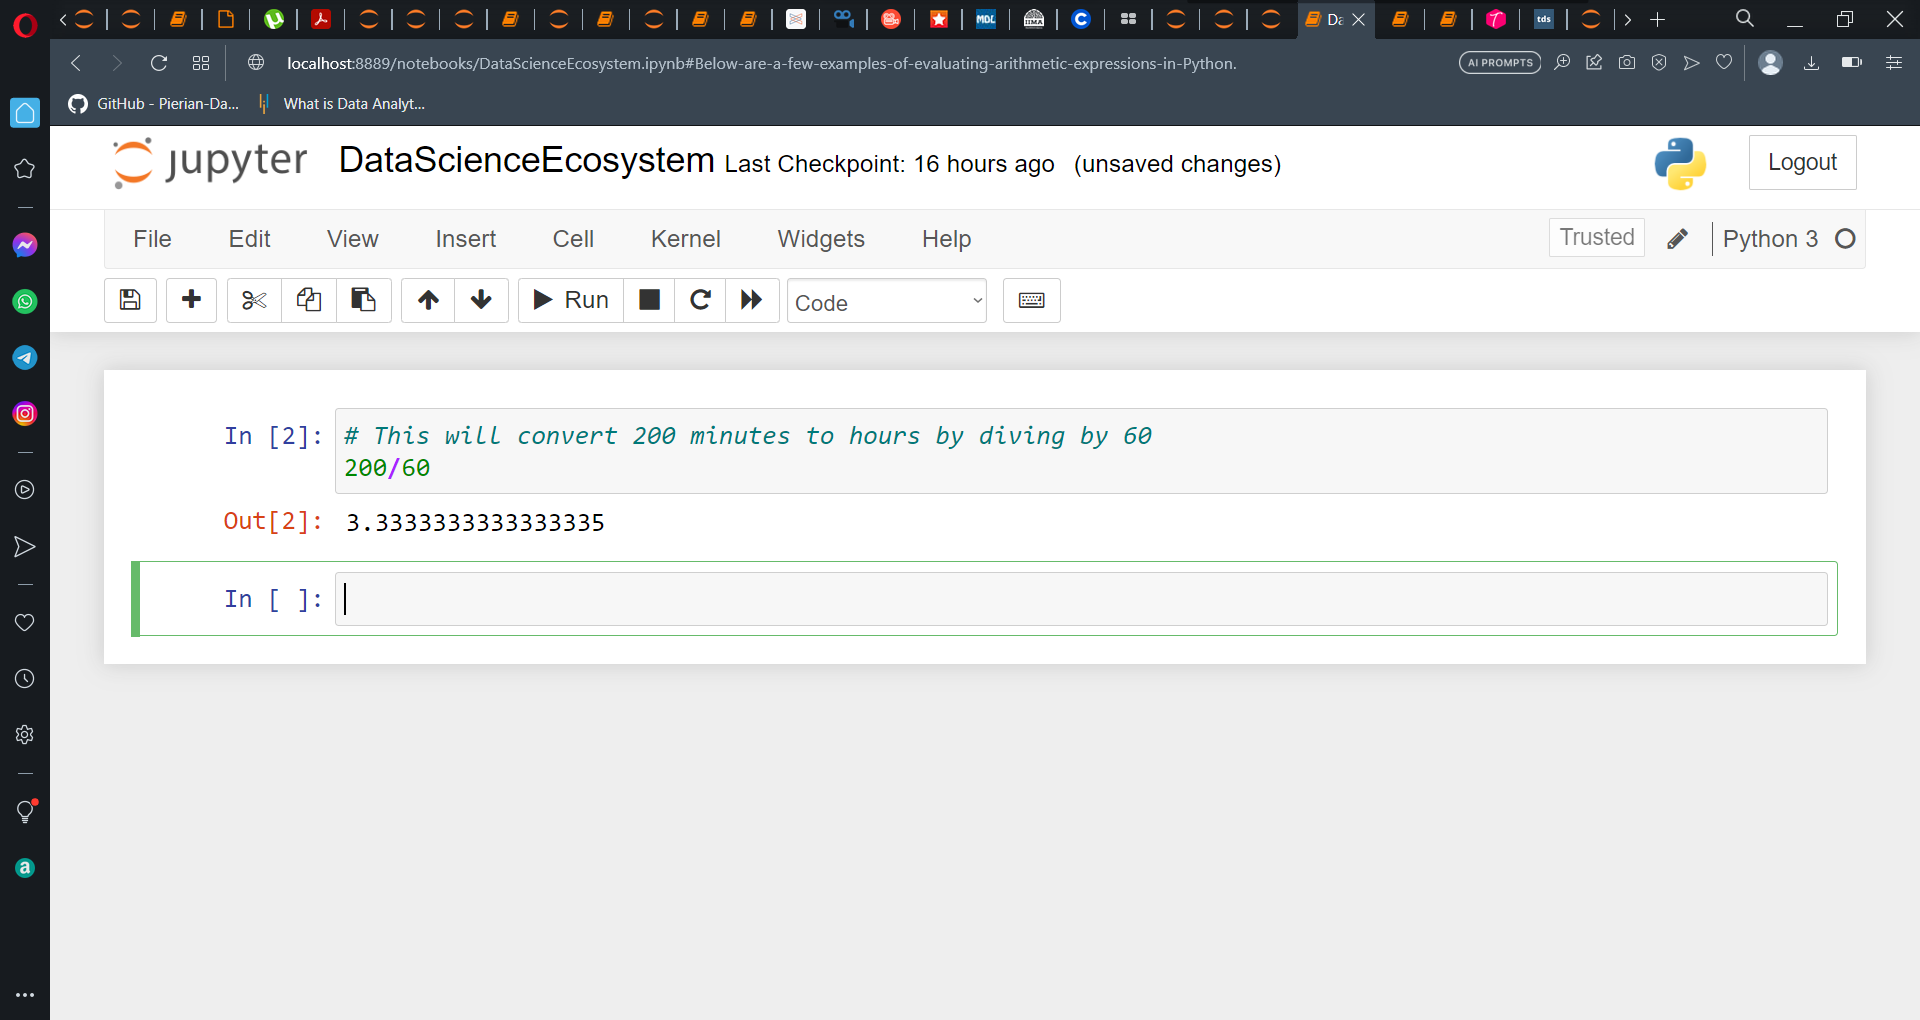 Da
MDL
IIMA
C
tds
localhost:8889/notebooks/DataScienceEcosystem.ipynb#Below-are-a-few-examples-of-evaluating-arithmetic-expressions-in-Python.
AI PROMPTS
GitHub - Pierian-Da...
What is Data Analyt...
jupyter DataScienceEcosystem Last Checkpoint: 16 hours ago (unsaved changes)
Logout
File Edit View Insert Cell Kernel Widgets Help
Trusted
Python 3
Run
Code
In [2]: # This will convert 200 minutes to hours by diving by 60
200/60
Out[2]: 3.3333333333333335
In [ ]:
a